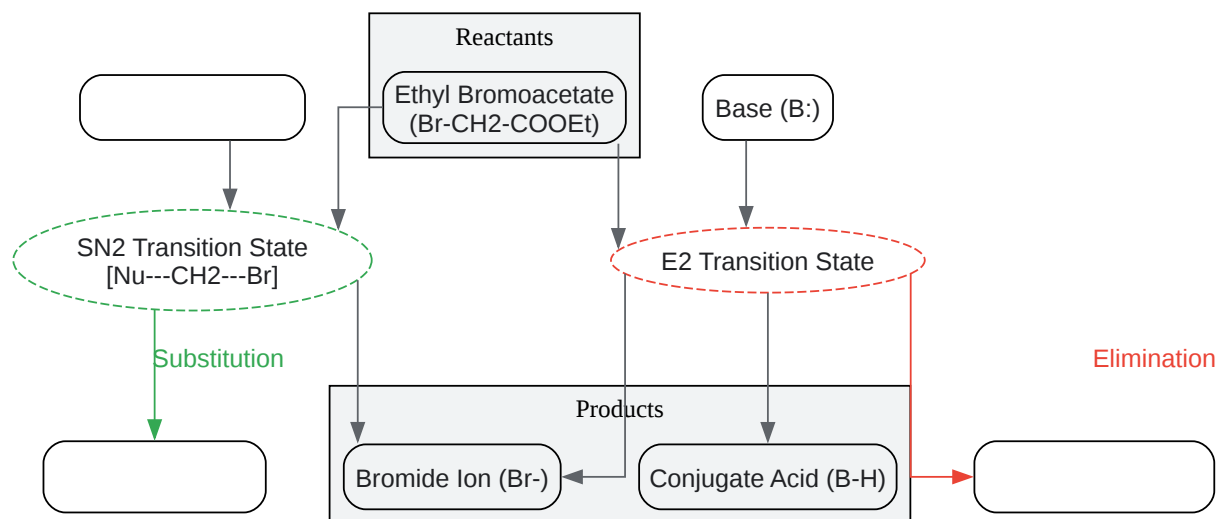 Reactants
Ethyl Bromoacetate
(Br-CH2-COOEt)
Base (B:)
SN2 Transition State
[Nu---CH2---Br]
E2 Transition State
Substitution
Elimination
Products
Bromide Ion (Br-)
Conjugate Acid (B-H)